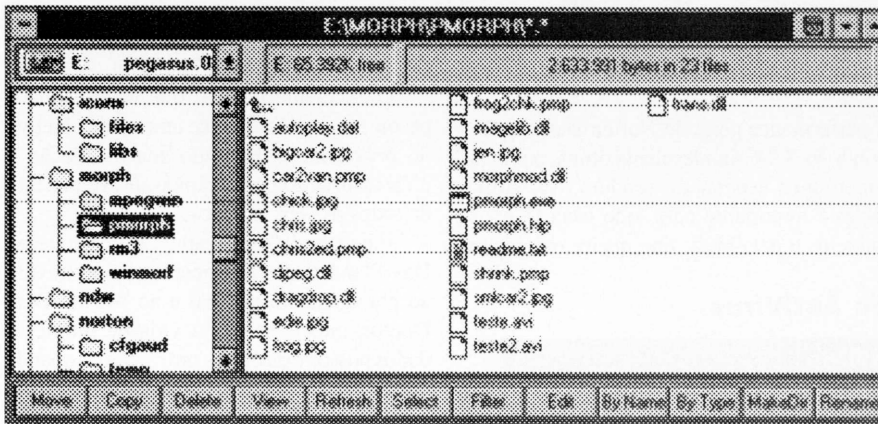 E:\MORPH\PMORPH\*.*
E: pegasus.0
E: 65.392K free
2.633.991 bytes in 23 files
icons
files
libs
morph
mpegwin
pmorph
rm3
winmorf
ndw
norton
cfgaud
temp
..
autoplay.dat
bigcar2.jpg
car2van.pmp
chick.jpg
chris.jpg
chris2ed.pmp
dipeg.dll
dragdrop.dll
edie.jpg
frog.jpg
frog2chk.pmp
imagelib.dll
jen.jpg
morphmod.dll
pmorph.exe
pmorph.hlp
readme.txt
shrink.pmp
smlcar2.jpg
teste.avi
teste2.avi
trans.dll
Move Copy Delete View Refresh Select Filter Edit By Name By Type MakeDir Rename